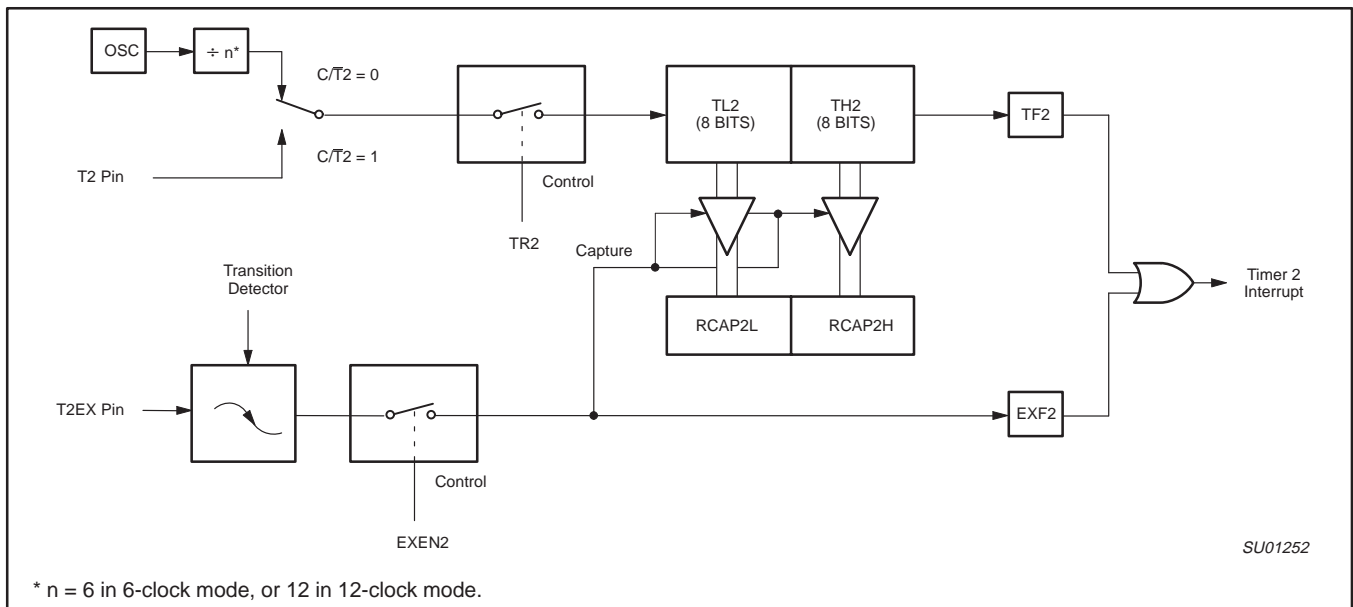 OSC
÷ n*
C/T̅2 = 0
TL2
(8 BITS)
TH2
(8 BITS)
TF2
C/T̅2 = 1
T2 Pin
Control
TR2
Capture
Transition
Detector
Timer 2
Interrupt
RCAP2L
RCAP2H
T2EX Pin
EXF2
Control
EXEN2
SU01252
* n = 6 in 6-clock mode, or 12 in 12-clock mode.